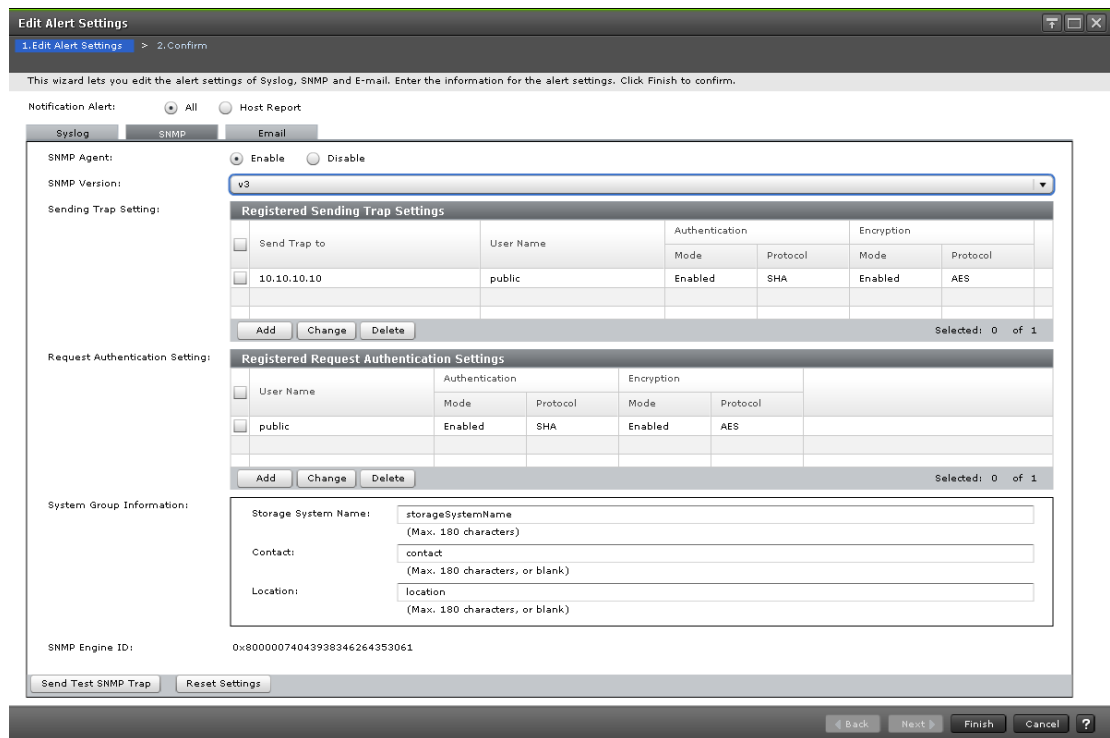 Edit Alert Settings
1.Edit Alert Settings > 2.Confirm
This wizard lets you edit the alert settings of Syslog, SNMP and E-mail. Enter the information for the alert settings. Click Finish to confirm.
Notification Alert: All Host Report
Syslog SNMP Email
SNMP Agent: Enable Disable
SNMP Version: v3
Sending Trap Setting: Registered Sending Trap Settings
Send Trap to User Name Authentication Encryption
Mode Protocol Mode Protocol
10.10.10.10 public Enabled SHA Enabled AES
Add Change Delete Selected: 0 of 1
Request Authentication Setting: Registered Request Authentication Settings
User Name Authentication Encryption
Mode Protocol Mode Protocol
public Enabled SHA Enabled AES
Add Change Delete Selected: 0 of 1
System Group Information:
Storage System Name: storageSystemName
(Max. 180 characters)
Contact: contact
(Max. 180 characters, or blank)
Location: location
(Max. 180 characters, or blank)
SNMP Engine ID: 0x80000074043938346264353061
Send Test SNMP Trap Reset Settings
Back Next Finish Cancel ?